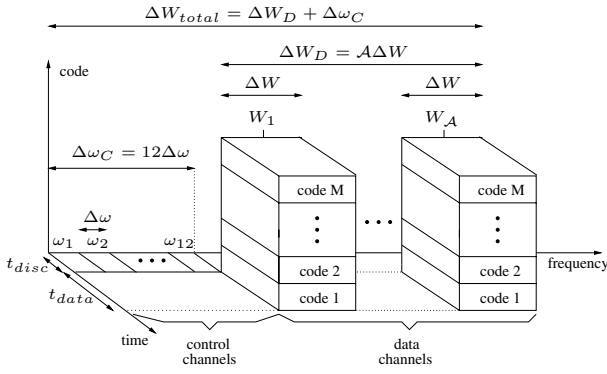 ΔW_total = ΔW_D + Δω_C
ΔW_D = 𝒜ΔW
code
ΔW
ΔW
W_1
W_𝒜
Δω_C = 12Δω
code M
code M
Δω
ω_1
ω_2
ω_12
t_disc
code 2
code 2
frequency
t_data
code 1
code 1
time
control
channels
data
channels